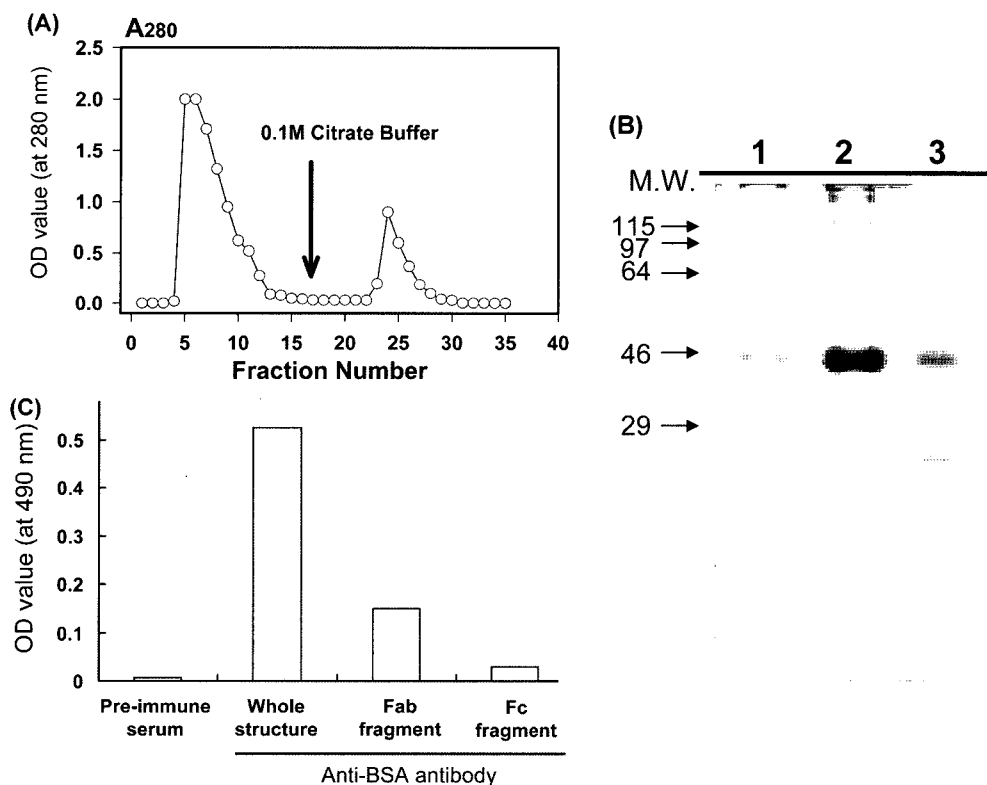 (A)
A280
OD value (at 280 nm)
2.5
2.0
1.5
1.0
0.5
0.0
0.1M Citrate Buffer
0 5 10 15 20 25 30 35 40
Fraction Number
(B)
1 2 3
M.W.
115
97
64
46
29
(C)
OD value (at 490 nm)
0.5
0.4
0.3
0.2
0.1
0
Pre-immune serum
Whole structure
Fab fragment
Fc fragment
Anti-BSA antibody